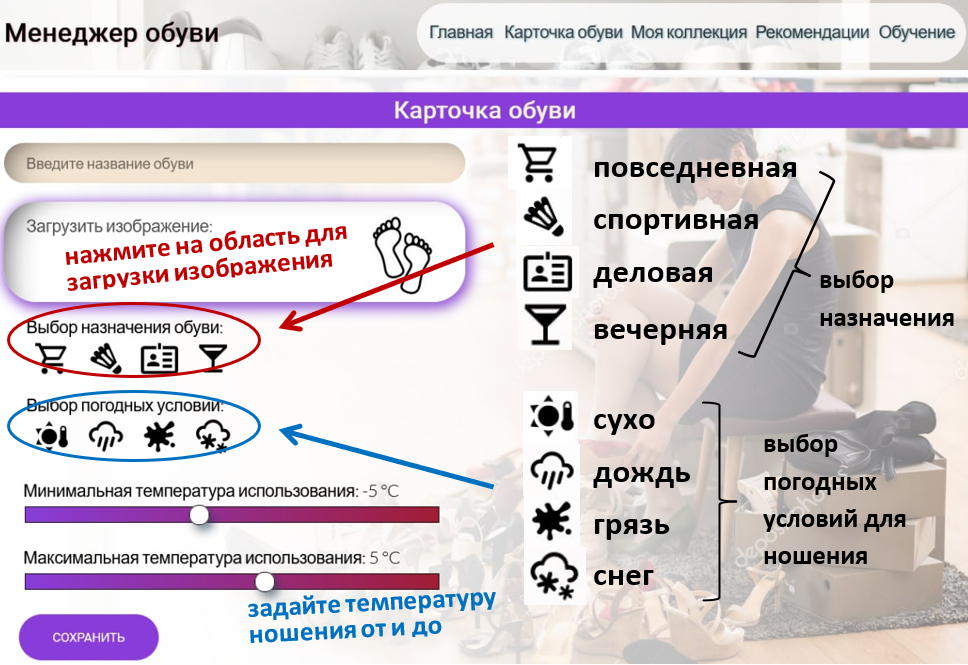 Менеджер обуви
Главная Карточка обуви Моя коллекция Рекомендации Обучение
Карточка обуви
Введите название обуви
Загрузить изображение:
нажмите на область для
загрузки изображения
Выбор назначения обуви:
Выбор погодных условий:
Минимальная температура использования: -5 °C
Максимальная температура использования: 5 °C
задайте температуру
ношения от и до
СОХРАНИТЬ
повседневная
спортивная
деловая
вечерняя
выбор
назначения
сухо
дождь
грязь
снег
выбор
погодных
условий для
ношения